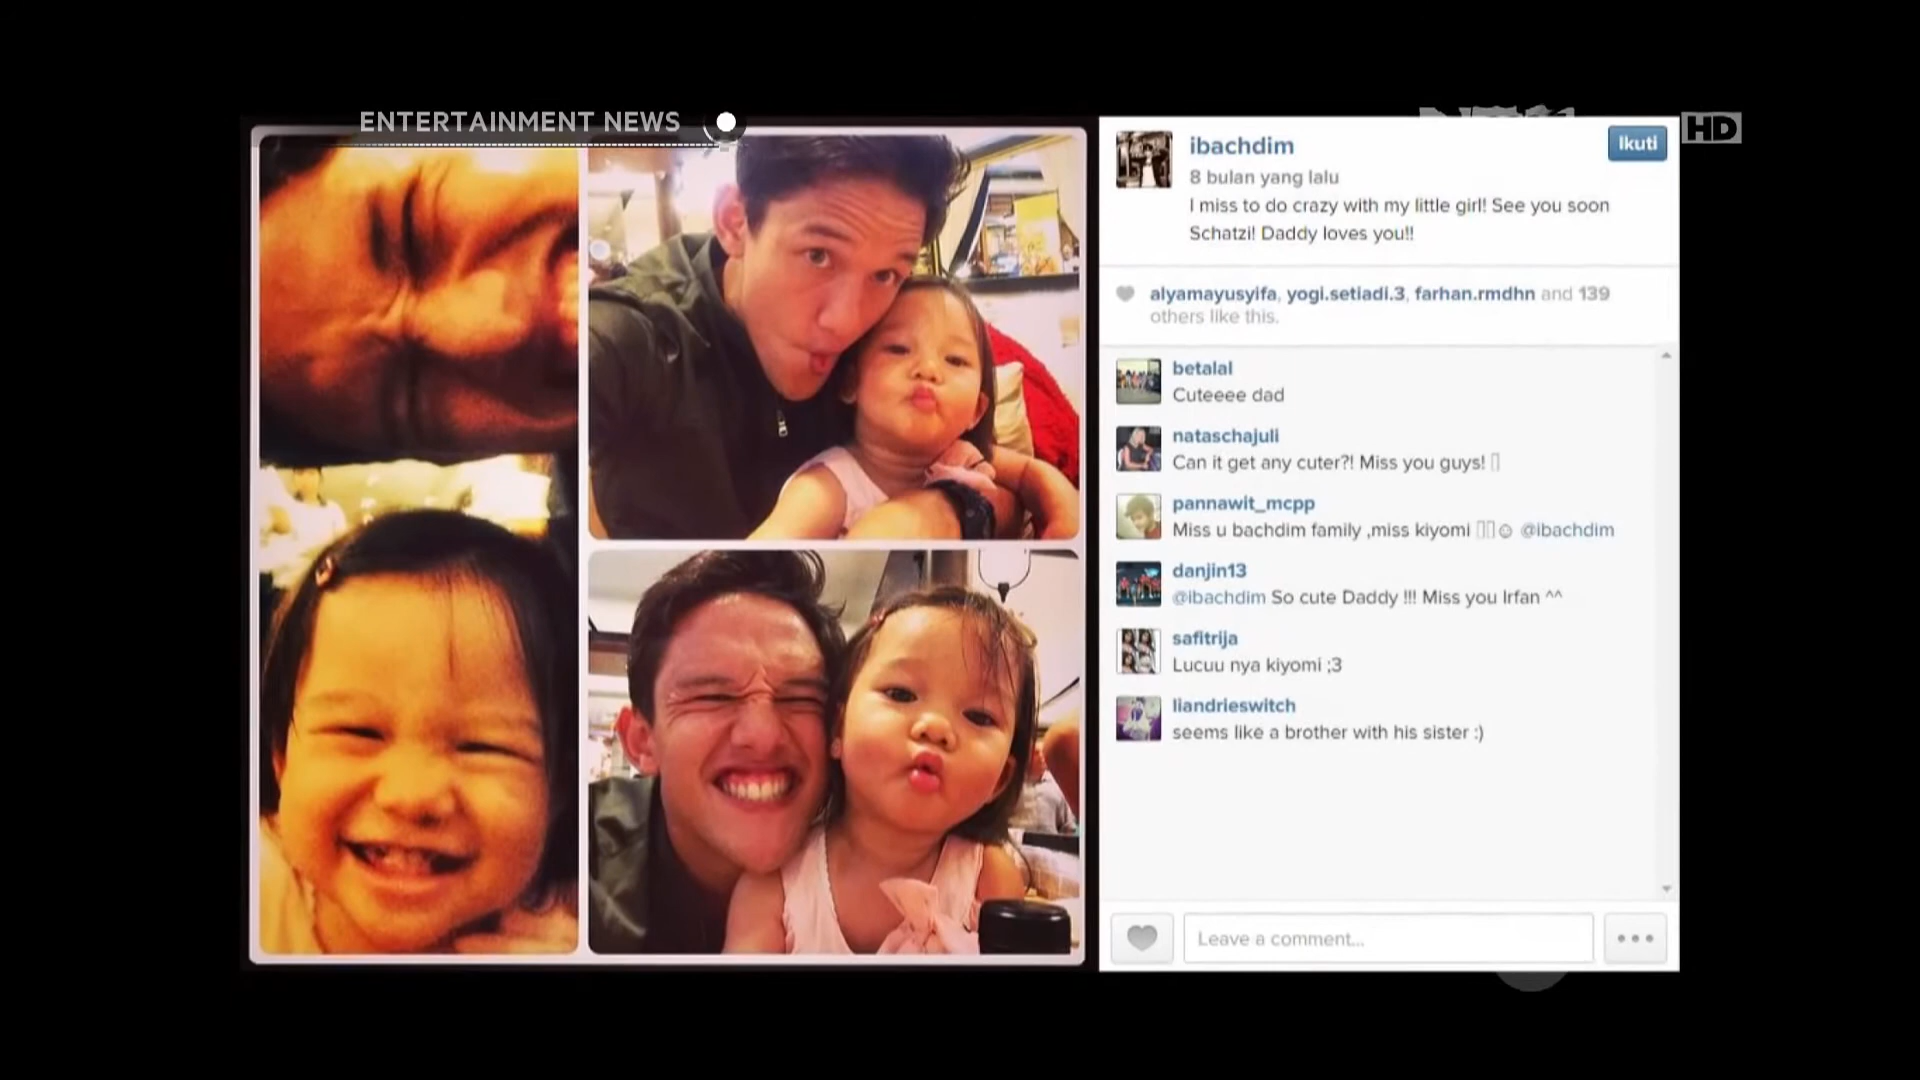 ENTERTAINMENT NEWS
HD
ibachdim
Ikuti
8 bulan yang lalu
I miss to do crazy with my little girl! See you soon
Schatzi! Daddy loves you!!
alyamayusyifa, yogi.setiadi.3, farhan.rmdhn and 139
others like this.
betalal
Cuteeee dad
nataschajuli
Can it get any cuter?! Miss you guys!
pannawit_mcpp
Miss u bachdim family ,miss kiyomi ☺ @ibachdim
danjin13
@ibachdim So cute Daddy !!! Miss you Irfan ^^
safitrija
Lucuu nya kiyomi ;3
liandrieswitch
seems like a brother with his sister :)
Leave a comment...